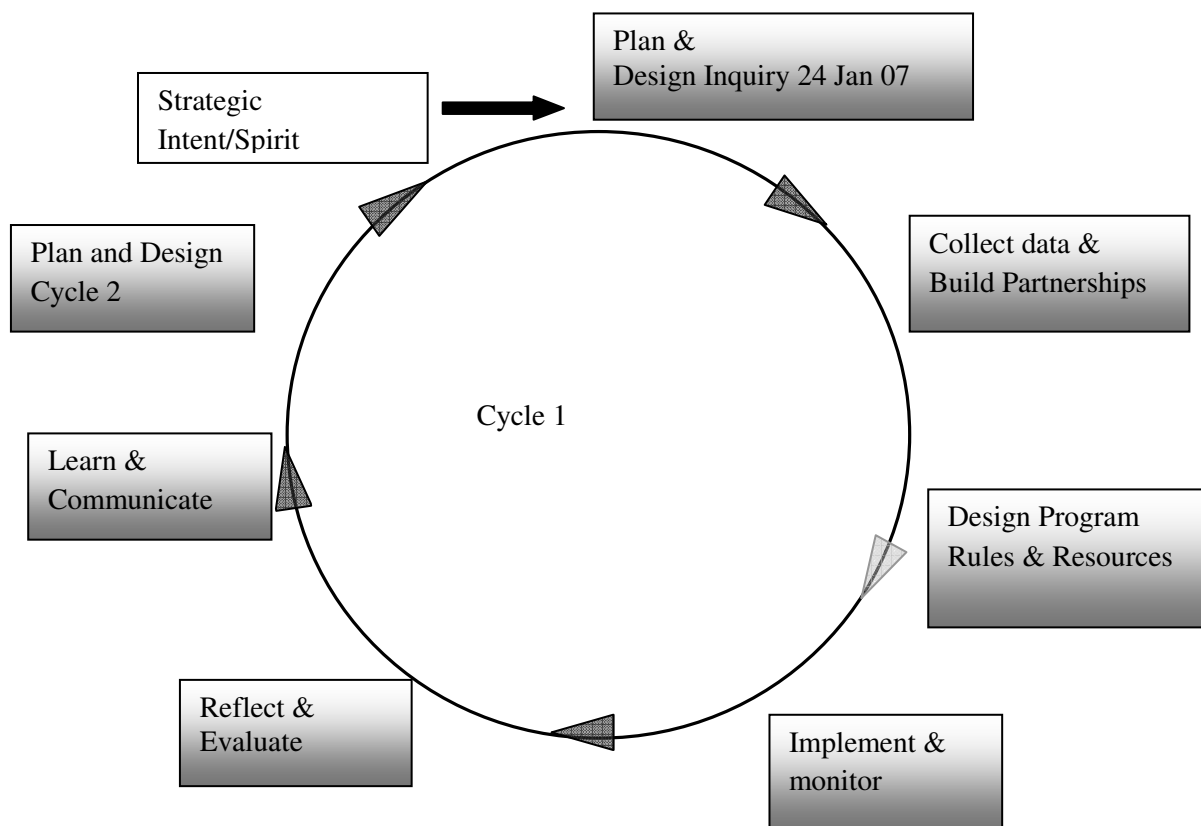 Plan &
Design Inquiry 24 Jan 07
Strategic
Intent/Spirit
Collect data &
Build Partnerships
Plan and Design
Cycle 2
Cycle 1
Learn &
Communicate
Design Program
Rules & Resources
Reflect &
Evaluate
Implement &
monitor